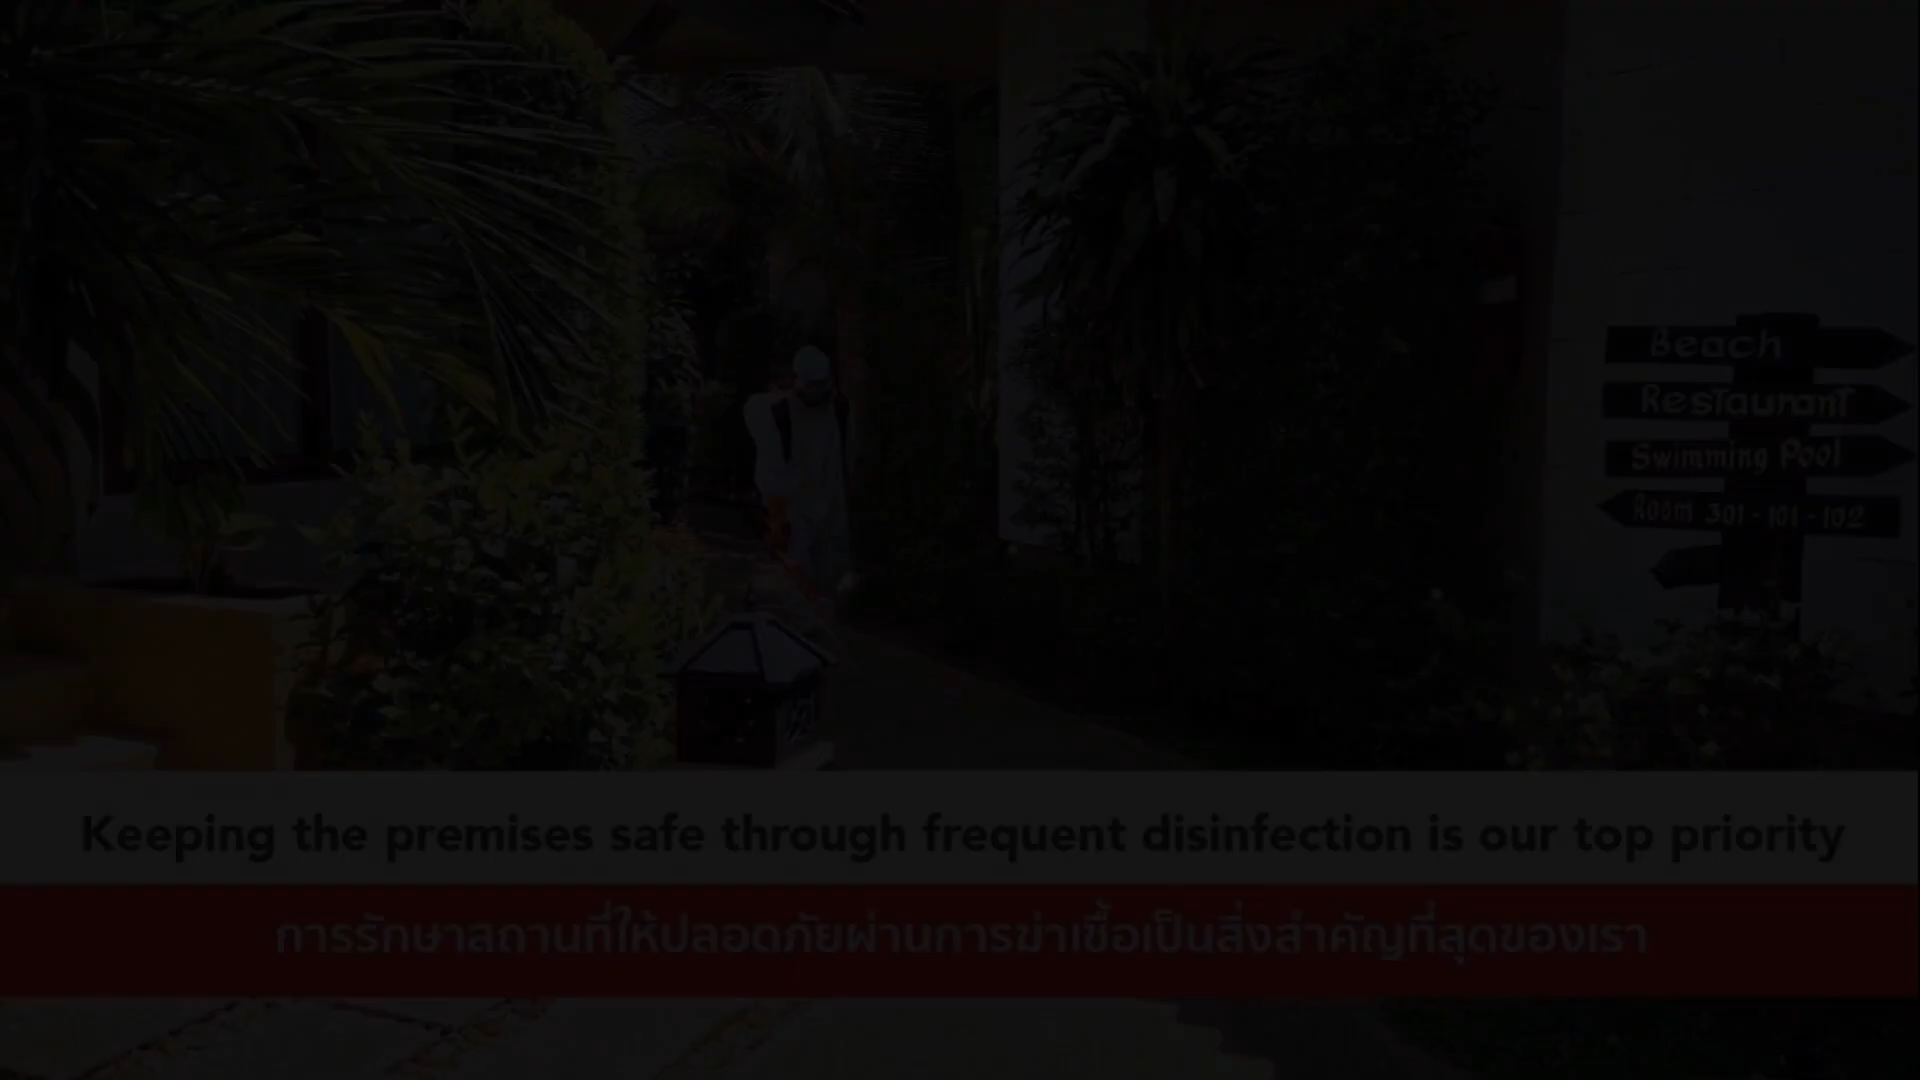 Beach
Restaurant
Swimming Pool
Room 301-101-102
Keeping the premises safe through frequent disinfection is our top priority
การรักษาสถานที่ให้ปลอดภัยผ่านการฆ่าเชื้อเป็นสิ่งสำคัญที่สุดของเรา